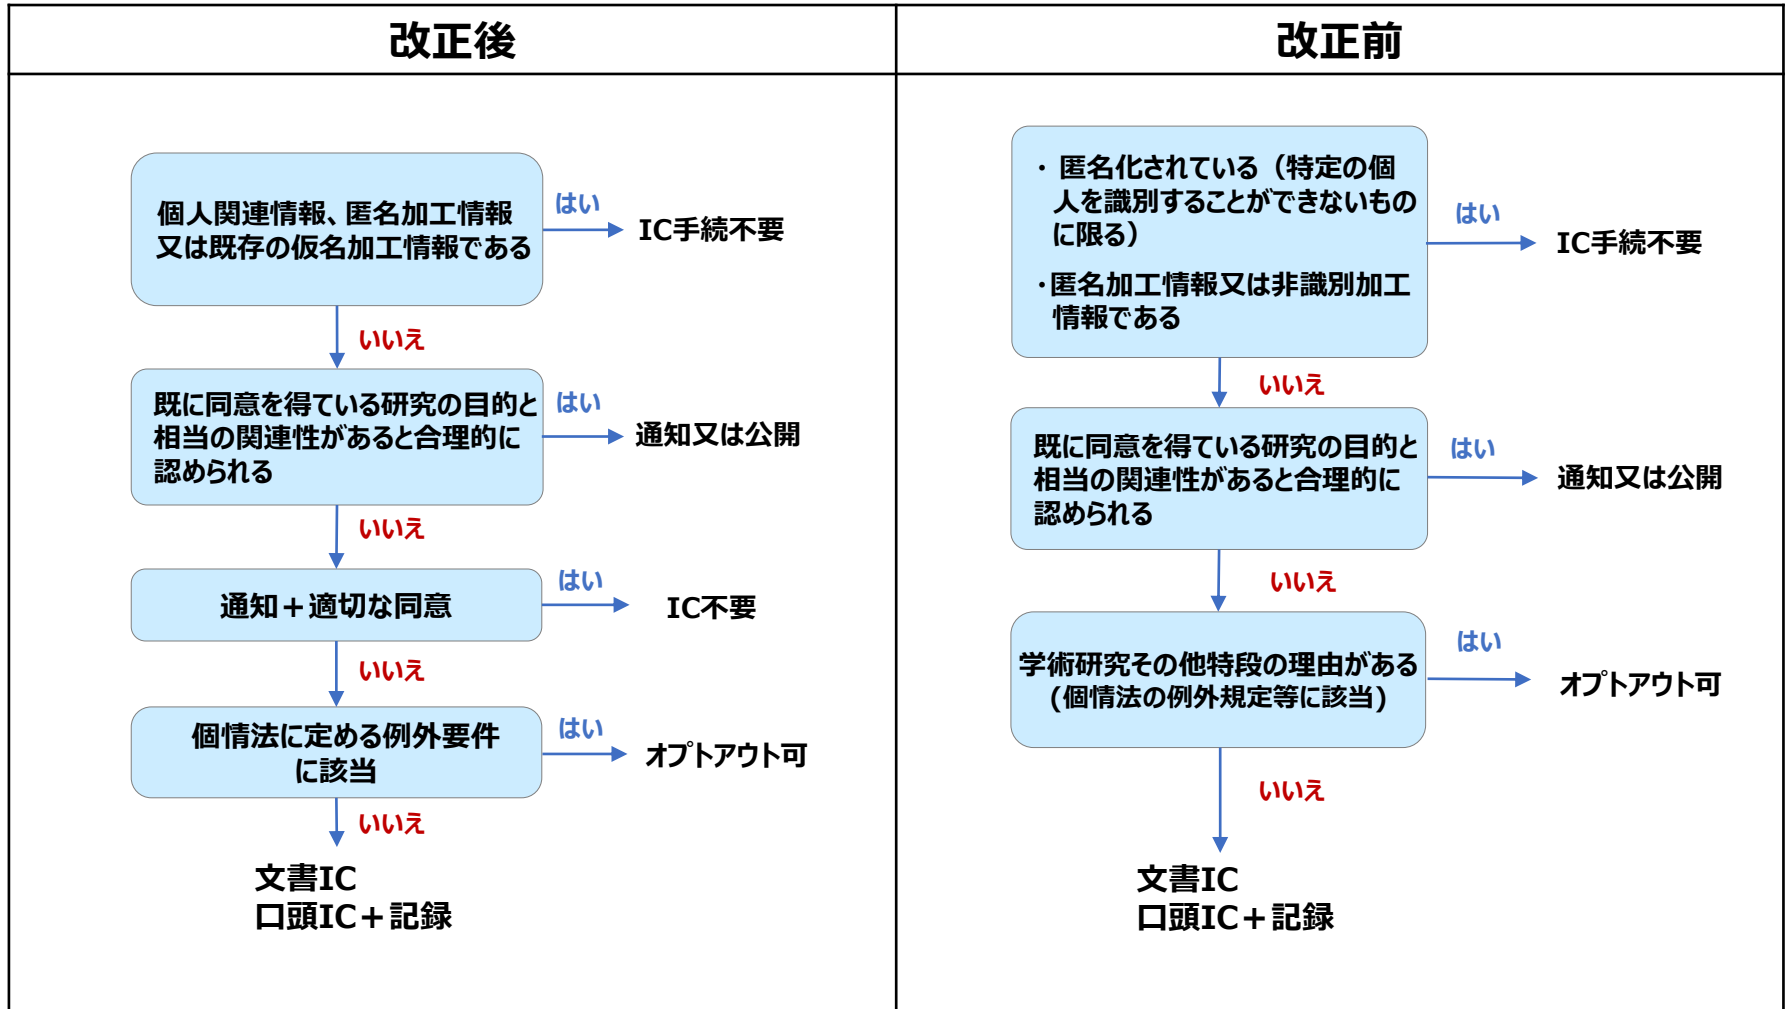 改正後
個人関連情報、匿名加工情報
又は既存の仮名加工情報である
はい
IC手続不要
いいえ
既に同意を得ている研究の目的と
相当の関連性があると合理的に
認められる
はい
通知又は公開
いいえ
通知＋適切な同意
はい
IC不要
いいえ
個情法に定める例外要件
に該当
はい
オプトアウト可
いいえ
文書IC
口頭IC＋記録
改正前
・ 匿名化されている（特定の個
人を識別することができないもの
に限る）
・匿名加工情報又は非識別加工
情報である
はい
IC手続不要
いいえ
既に同意を得ている研究の目的と
相当の関連性があると合理的に
認められる
はい
通知又は公開
いいえ
学術研究その他特段の理由がある
(個情法の例外規定等に該当)
はい
オプトアウト可
いいえ
文書IC
口頭IC＋記録